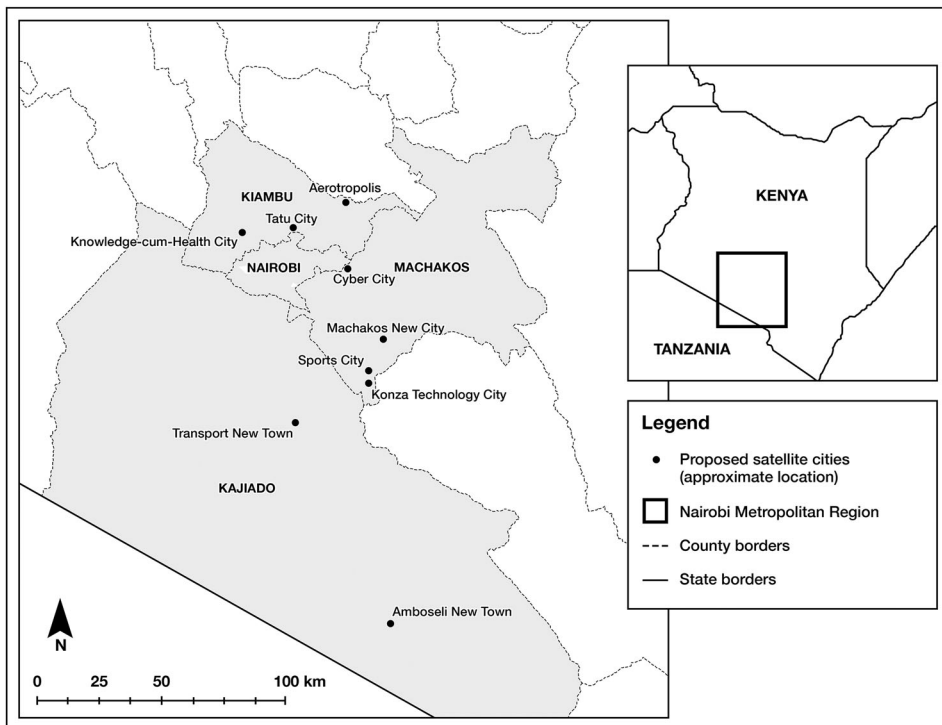 KIAMBU
Aerotropolis
Tatu City
Knowledge-cum-Health City
NAIROBI
MACHAKOS
Cyber City
Machakos New City
Sports City
Konza Technology City
Transport New Town
KAJIADO
Amboseli New Town
N
0 25 50 100 km
KENYA
TANZANIA
Legend
Proposed satellite cities
(approximate location)
Nairobi Metropolitan Region
County borders
State borders